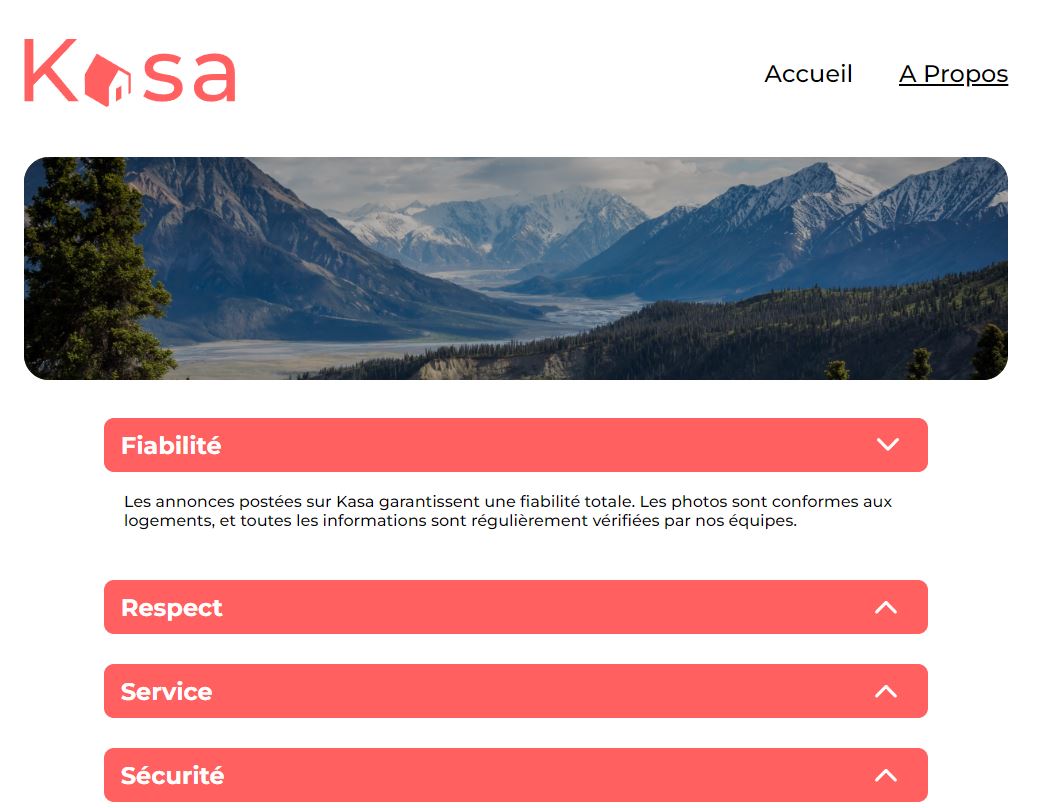 Kasa
Accueil
A Propos
Fiabilité
Les annonces postées sur Kasa garantissent une fiabilité totale. Les photos sont conformes aux
logements, et toutes les informations sont régulièrement vérifiées par nos équipes.
Respect
Service
Sécurité